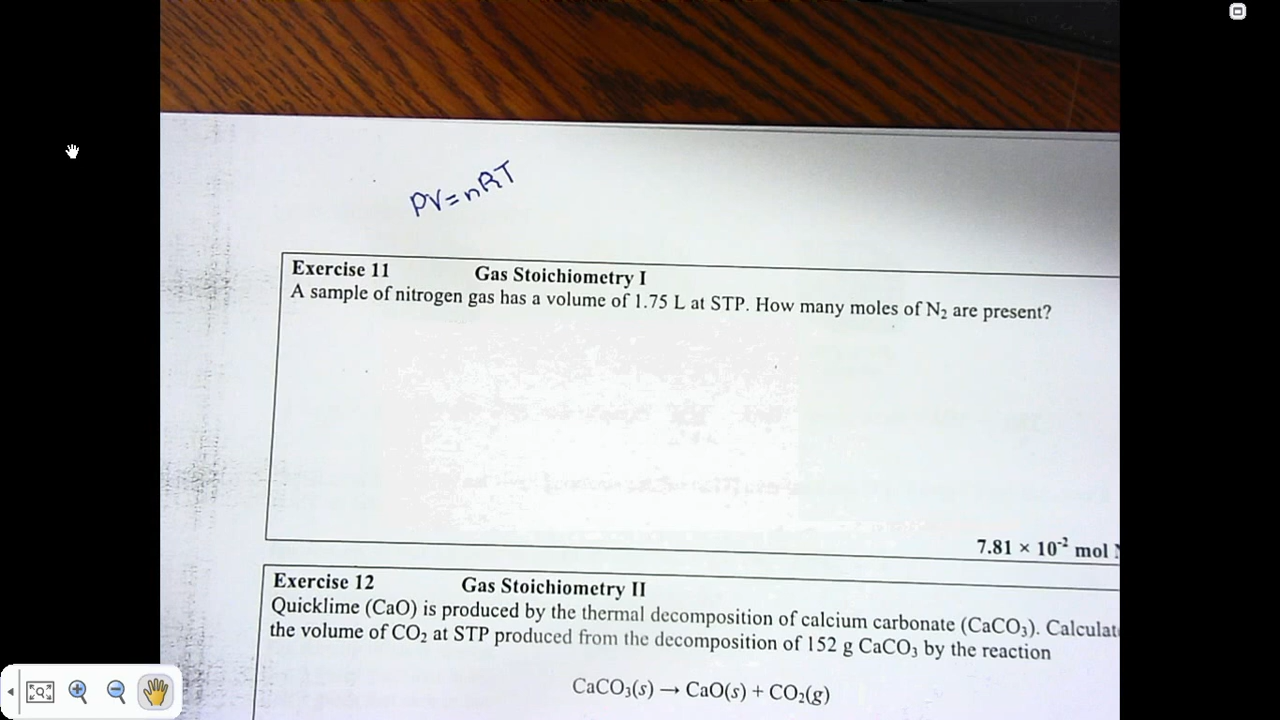 PV=nRT
Exercise 11 Gas Stoichiometry I
A sample of nitrogen gas has a volume of 1.75 L at STP. How many moles of N₂ are present?
7.81 × 10⁻² mol
Exercise 12 Gas Stoichiometry II
Quicklime (CaO) is produced by the thermal decomposition of calcium carbonate (CaCO₃). Calculat
the volume of CO₂ at STP produced from the decomposition of 152 g CaCO₃ by the reaction
CaCO₃(s) → CaO(s) + CO₂(g)